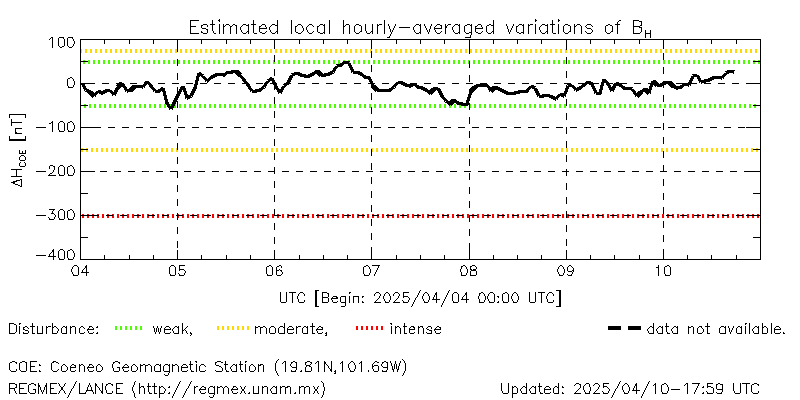 Estimated local hourly-averaged variations of B_H
100
0
-100
-200
-300
-400
ΔH_COE [nT]
04 05 06 07 08 09 10
UTC [Begin: 2025/04/04 00:00 UTC]
Disturbance: weak, moderate, intense data not available.
COE: Coeneo Geomagnetic Station (19.81N,101.69W)
REGMEX/LANCE (http://regmex.unam.mx) Updated: 2025/04/10-17:59 UTC